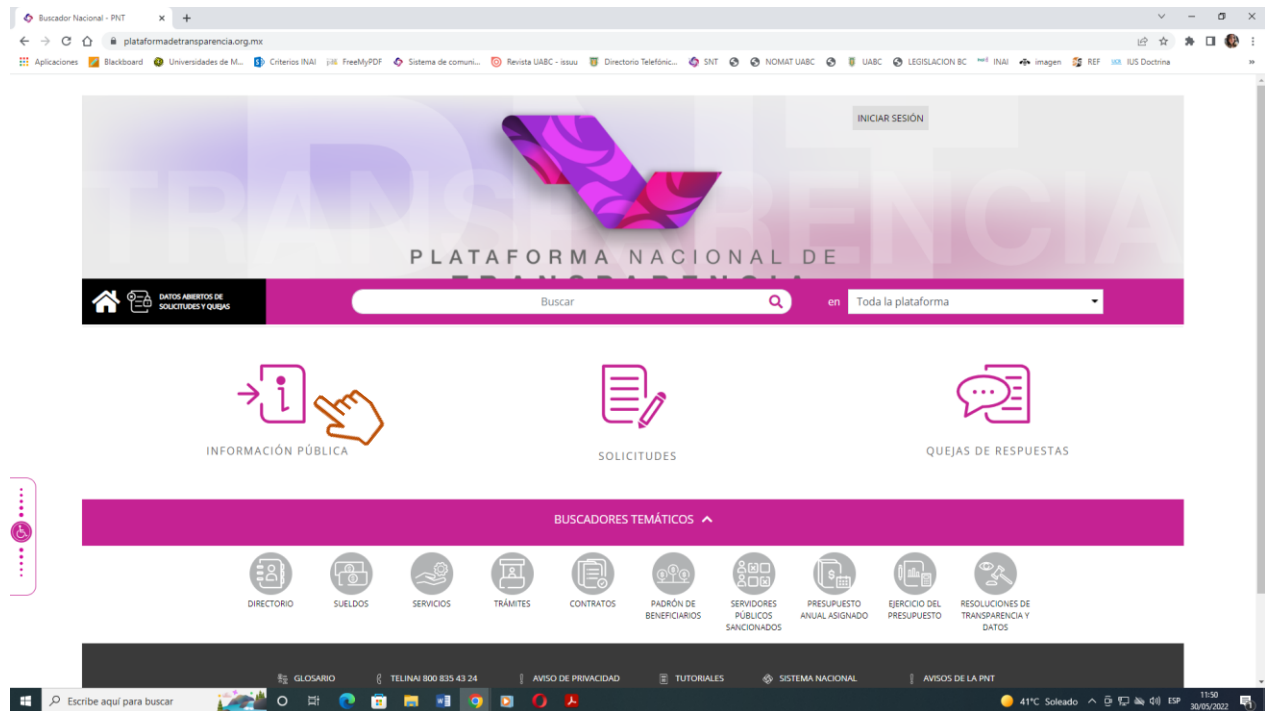 Buscador Nacional - PNT
plataformadetransparencia.org.mx
Aplicaciones Blackboard Universidades de M... Criterios INAI FreeMyPDF Sistema de comuni... Revista UABC - issuu Directorio Telefónic... SNT NOMAT UABC UABC LEGISLACION BC INAI imagen REF IUS Doctrina
INICIAR SESIÓN
PNT
TRANSPARENCIA
PLATAFORMA NACIONAL DE
TRANSPARENCIA
DATOS ABIERTOS DE
SOLICITUDES Y QUEJAS
Buscar
en Toda la plataforma
INFORMACIÓN PÚBLICA
SOLICITUDES
QUEJAS DE RESPUESTAS
BUSCADORES TEMÁTICOS
DIRECTORIO
SUELDOS
SERVICIOS
TRÁMITES
CONTRATOS
PADRÓN DE
BENEFICIARIOS
SERVIDORES
PÚBLICOS
SANCIONADOS
PRESUPUESTO
ANUAL ASIGNADO
EJERCICIO DEL
PRESUPUESTO
RESOLUCIONES DE
TRANSPARENCIA Y
DATOS
GLOSARIO TELINAI 800 835 43 24 AVISO DE PRIVACIDAD TUTORIALES SISTEMA NACIONAL AVISOS DE LA PNT
Escribe aquí para buscar
41°C Soleado ESP 11:50
30/05/2022